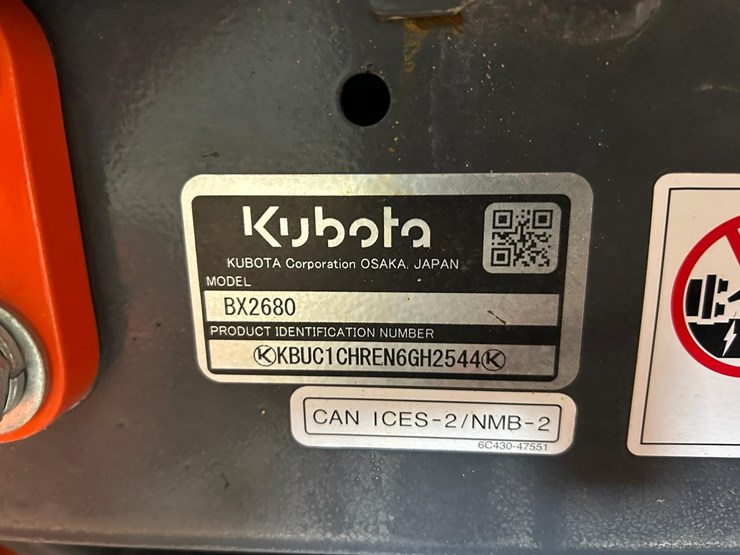 Kubota
KUBOTA Corporation OSAKA, JAPAN
MODEL
BX2680
PRODUCT IDENTIFICATION NUMBER
ⓀKBUC1CHREN6GH2544Ⓚ
CAN ICES-2/NMB-2
6C430-47551